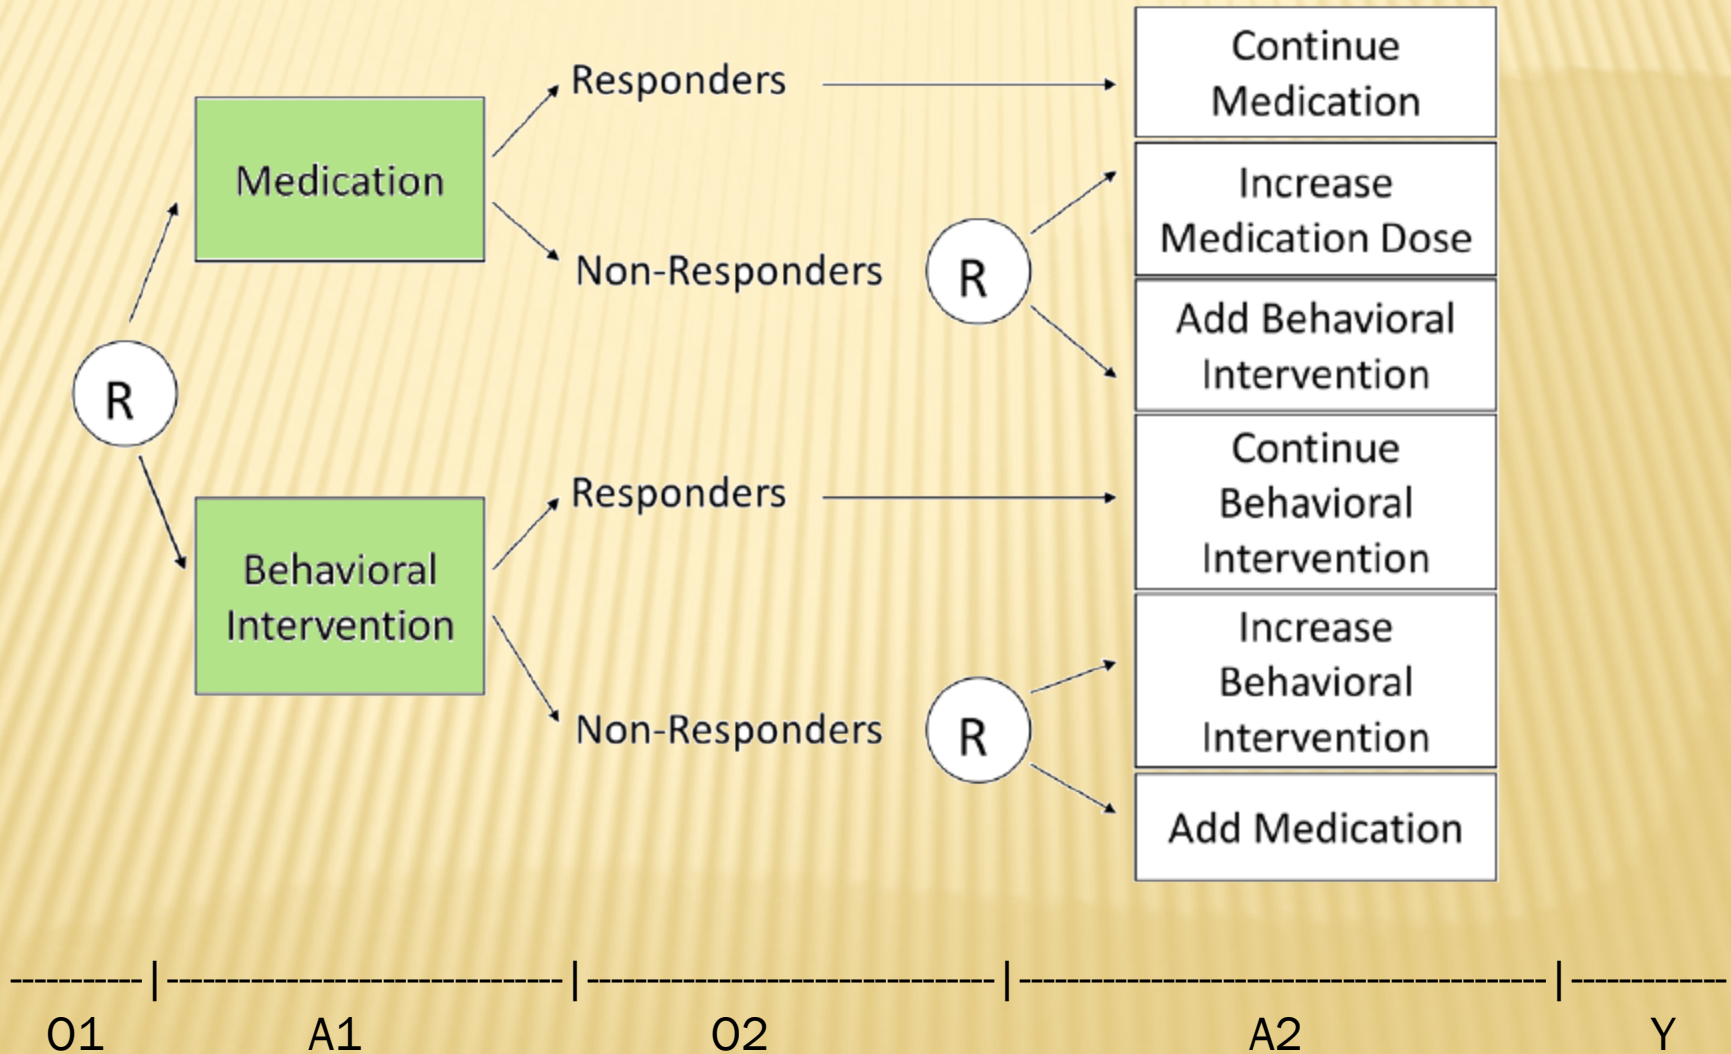 R
Medication
Behavioral
Intervention
Responders
Non-Responders
R
Responders
Non-Responders
R
Continue
Medication
Increase
Medication Dose
Add Behavioral
Intervention
Continue
Behavioral
Intervention
Increase
Behavioral
Intervention
Add Medication
-----------|---------------------------------|----------------------------------|--------------------------------------------|-------------
O1 A1 O2 A2 Y